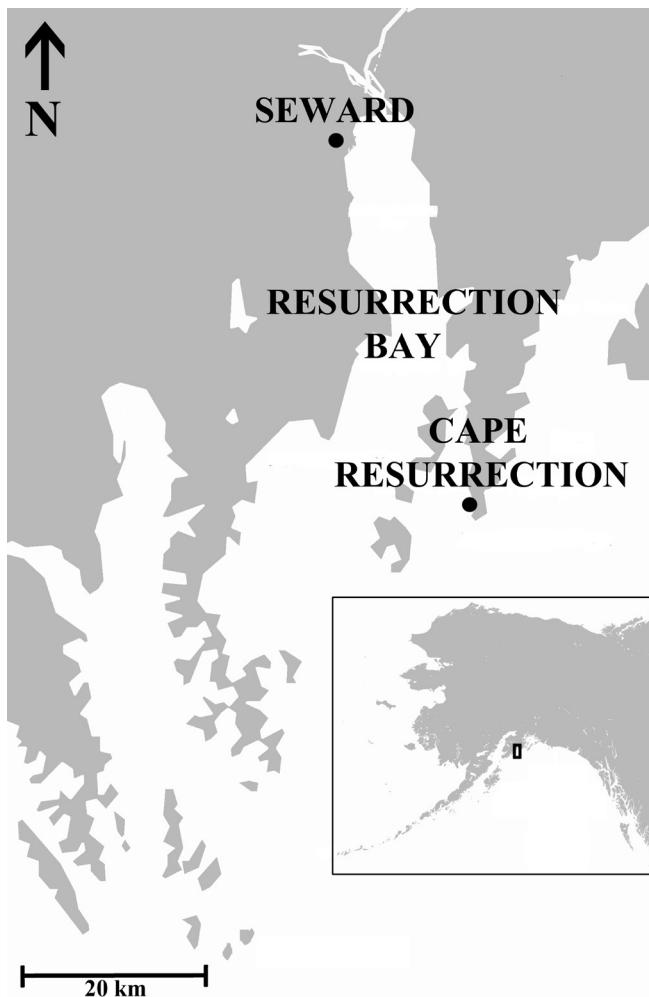 N
SEWARD
RESURRECTION
BAY
CAPE
RESURRECTION
20 km